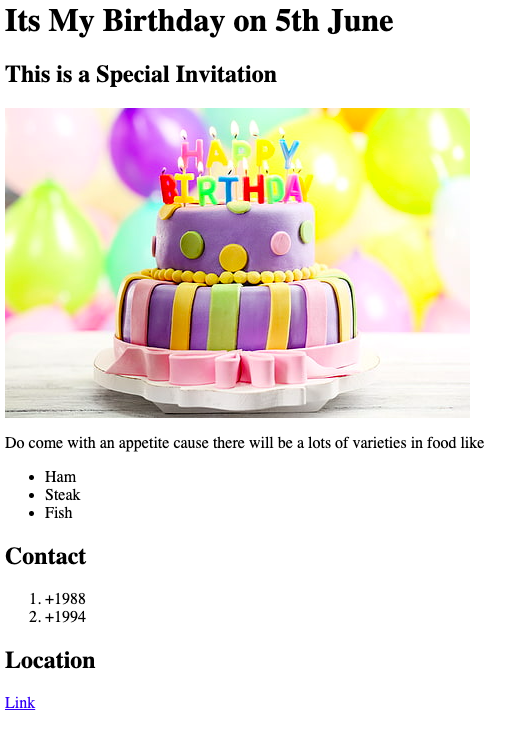 Its My Birthday on 5th June
This is a Special Invitation
HAPPY
BIRTHDAY
Do come with an appetite cause there will be a lots of varieties in food like
• Ham
• Steak
• Fish
Contact
1. +1988
2. +1994
Location
Link